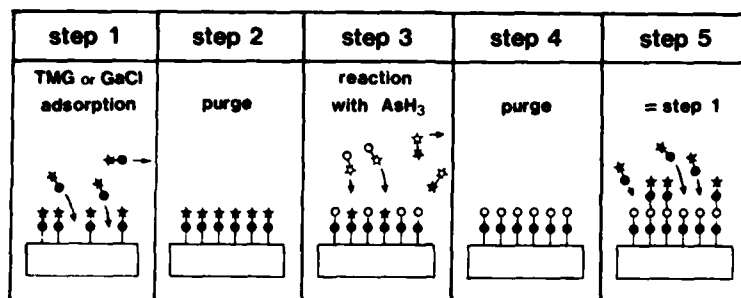 step 1
step 2
step 3
step 4
step 5
TMG or GaCl
adsorption
purge
reaction
with AsH₃
purge
= step 1